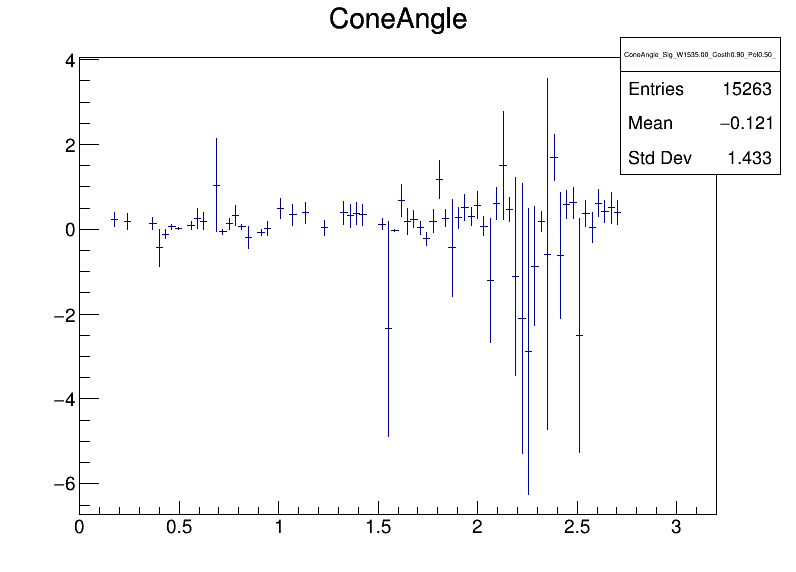 ConeAngle
ConeAngle_Sig_W1535.00_Costh0.90_Pol0.50_
Entries 15263
Mean −0.121
Std Dev 1.433
4
2
0
−2
−4
−6
0 0.5 1 1.5 2 2.5 3